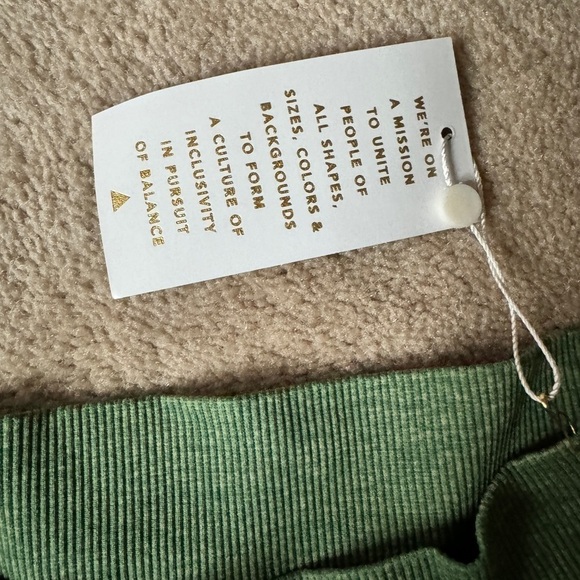 WE'RE ON
A MISSION
TO UNITE
PEOPLE OF
ALL SHAPES,
SIZES, COLORS &
BACKGROUNDS
TO FORM
A CULTURE OF
INCLUSIVITY
IN PURSUIT
OF BALANCE